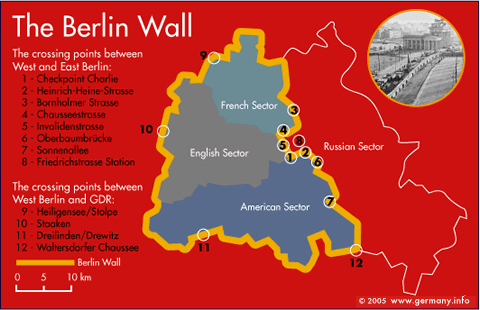 The Berlin Wall
The crossing points between
West and East Berlin:
1 - Checkpoint Charlie
2 - Heinrich-Heine-Strasse
3 - Bornholmer Strasse
4 - Chausseestrasse
5 - Invalidenstrasse
6 - Oberbaumbrücke
7 - Sonnenallee
8 - Friedrichstrasse Station
The crossing points between
West Berlin and GDR:
9 - Heiligensee/Stolpe
10 - Staaken
11 - Dreilinden/Drewitz
12 - Waltersdorfer Chaussee
Berlin Wall
0 5 10 km
9
French Sector
3
10
4
English Sector
5
8
Russian Sector
2
1
6
American Sector
7
11
12
© 2005 www.germany.info